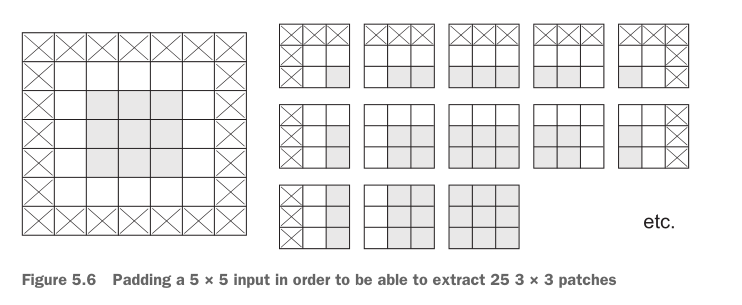 etc.
Figure 5.6 Padding a 5 × 5 input in order to be able to extract 25 3 × 3 patches